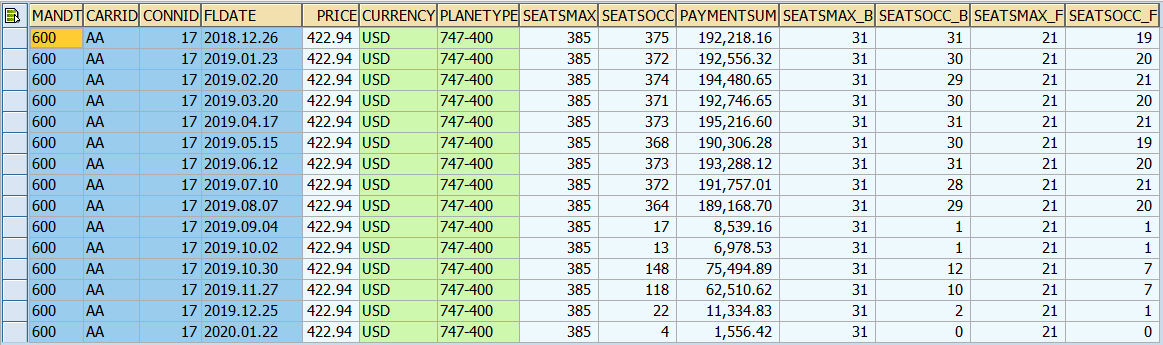 MANDT CARRID CONNID FLDATE PRICE CURRENCY PLANETYPE SEATSMAX SEATSOCC PAYMENTSUM SEATSMAX_B SEATSOCC_B SEATSMAX_F SEATSOCC_F
600 AA 17 2018.12.26 422.94 USD 747-400 385 375 192,218.16 31 31 21 19
600 AA 17 2019.01.23 422.94 USD 747-400 385 372 192,556.32 31 30 21 20
600 AA 17 2019.02.20 422.94 USD 747-400 385 374 194,480.65 31 29 21 21
600 AA 17 2019.03.20 422.94 USD 747-400 385 371 192,746.65 31 30 21 20
600 AA 17 2019.04.17 422.94 USD 747-400 385 373 195,216.60 31 31 21 21
600 AA 17 2019.05.15 422.94 USD 747-400 385 368 190,306.28 31 30 21 19
600 AA 17 2019.06.12 422.94 USD 747-400 385 373 193,288.12 31 31 21 20
600 AA 17 2019.07.10 422.94 USD 747-400 385 372 191,757.01 31 28 21 21
600 AA 17 2019.08.07 422.94 USD 747-400 385 364 189,168.70 31 29 21 20
600 AA 17 2019.09.04 422.94 USD 747-400 385 17 8,539.16 31 1 21 1
600 AA 17 2019.10.02 422.94 USD 747-400 385 13 6,978.53 31 1 21 1
600 AA 17 2019.10.30 422.94 USD 747-400 385 148 75,494.89 31 12 21 7
600 AA 17 2019.11.27 422.94 USD 747-400 385 118 62,510.62 31 10 21 7
600 AA 17 2019.12.25 422.94 USD 747-400 385 22 11,334.83 31 2 21 1
600 AA 17 2020.01.22 422.94 USD 747-400 385 4 1,556.42 31 0 21 0